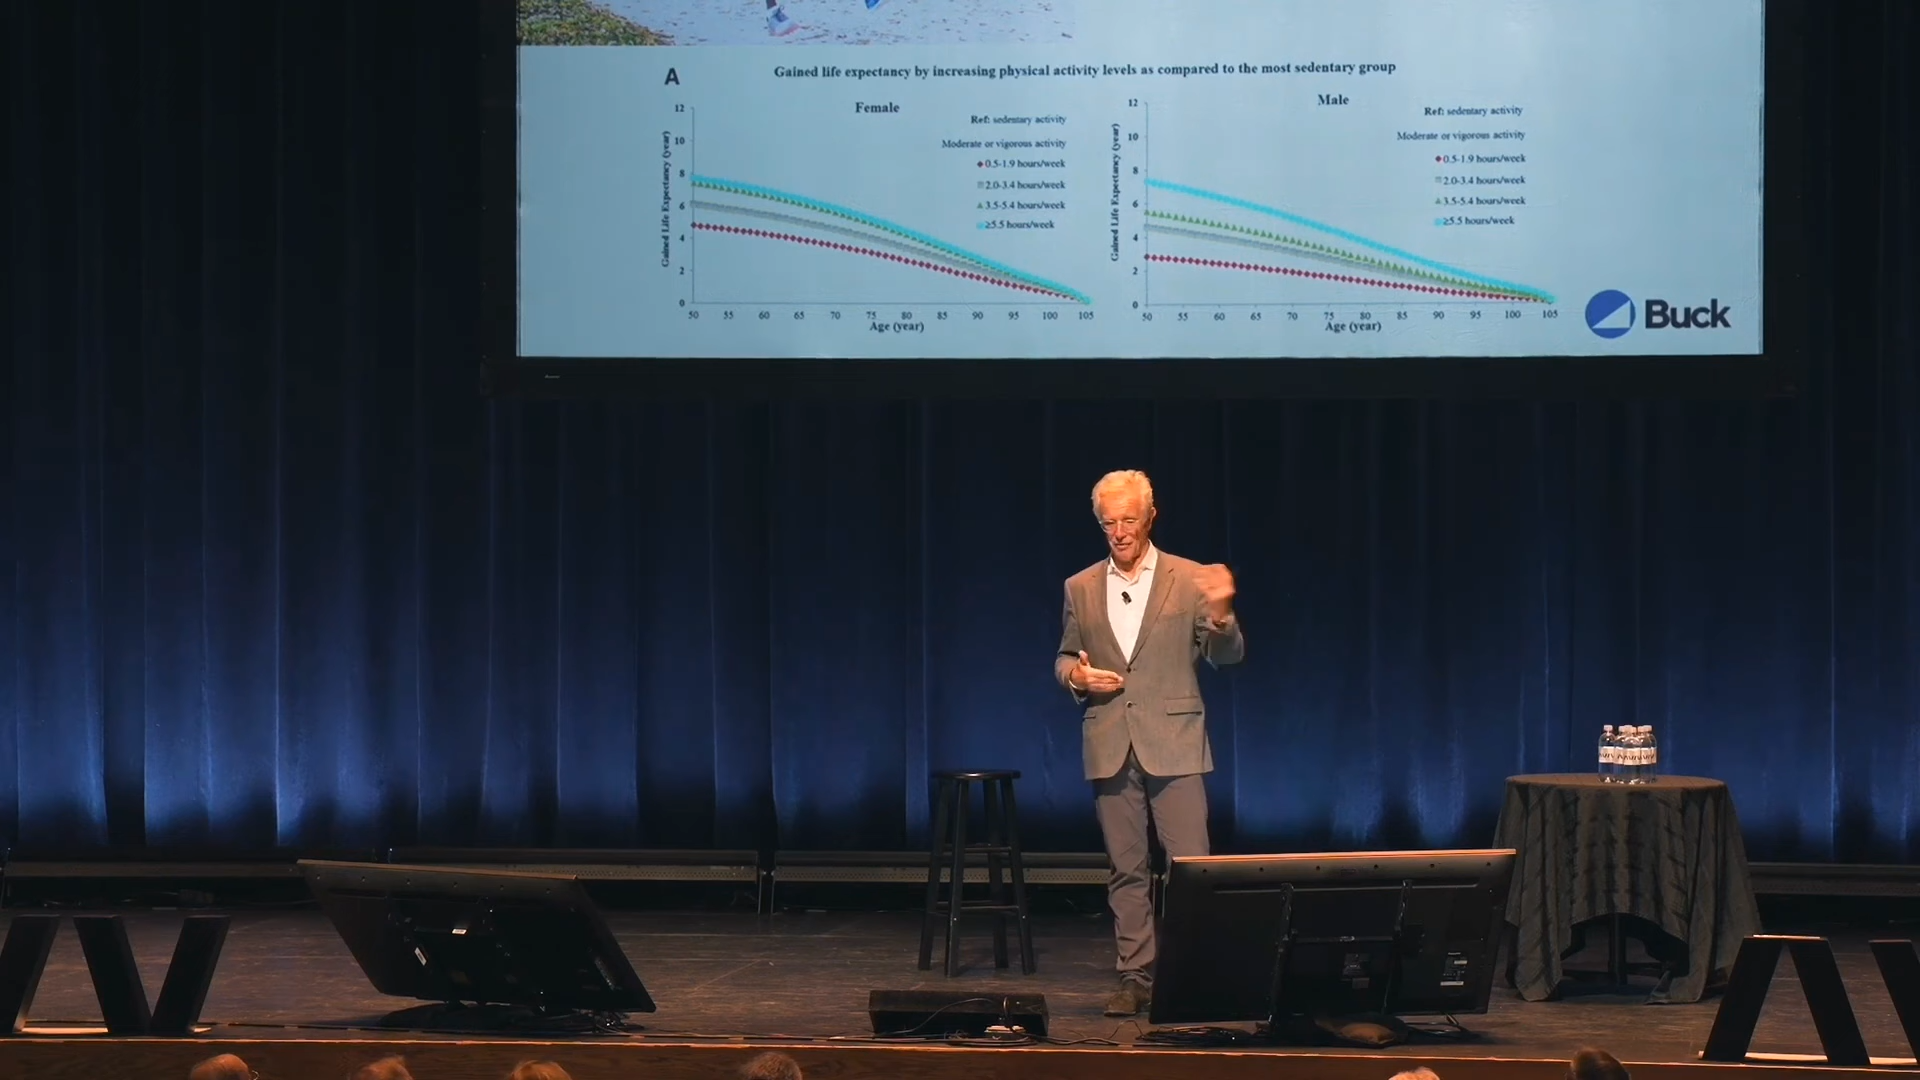 A
Gained life expectancy by increasing physical activity levels as compared to the most sedentary group
Female
Ref: sedentary activity
Moderate or vigorous activity
0.5-1.9 hours/week
2.0-3.4 hours/week
3.5-5.4 hours/week
≥5.5 hours/week
Gained Life Expectancy (year)
12
10
8
6
4
2
0
50 55 60 65 70 75 80 85 90 95 100 105
Age (year)
Male
Ref: sedentary activity
Moderate or vigorous activity
0.5-1.9 hours/week
2.0-3.4 hours/week
3.5-5.4 hours/week
≥5.5 hours/week
Gained Life Expectancy (year)
12
10
8
6
4
2
0
50 55 60 65 70 75 80 85 90 95 100 105
Age (year)
Buck